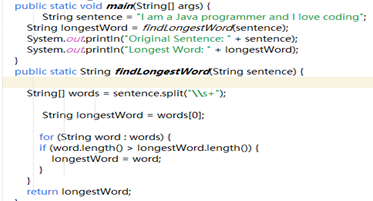 public static void main(String[] args) {
String sentence = "I am a Java programmer and I love coding";
String longestWord = findLongestWord(sentence);
System.out.println("Original Sentence: " + sentence);
System.out.println("Longest Word: " + longestWord);
}
public static String findLongestWord(String sentence) {
String[] words = sentence.split("\\s+");
String longestWord = words[0];
for (String word : words) {
if (word.length() > longestWord.length()) {
longestWord = word;
}
}
return longestWord;
}